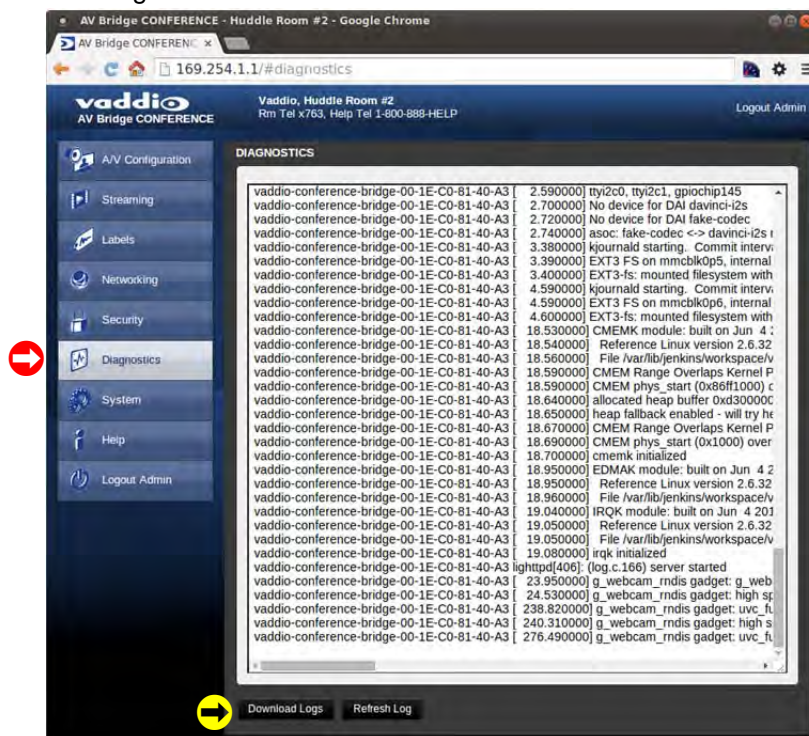 AV Bridge CONFERENCE - Huddle Room #2 - Google Chrome
AV Bridge CONFERENC
169.254.1.1/#diagnostics
vaddio
AV Bridge CONFERENCE
Vaddio, Huddle Room #2
Rm Tel x763, Help Tel 1-800-888-HELP
Logout Admin
A/V Configuration
Streaming
Labels
Networking
Security
Diagnostics
System
Help
Logout Admin
DIAGNOSTICS
vaddio-conference-bridge-00-1E-C0-81-40-A3 [ 2.590000] ttyi2c0, ttyi2c1, gpiochip145
vaddio-conference-bridge-00-1E-C0-81-40-A3 [ 2.700000] No device for DAI davinci-i2s
vaddio-conference-bridge-00-1E-C0-81-40-A3 [ 2.720000] No device for DAI fake-codec
vaddio-conference-bridge-00-1E-C0-81-40-A3 [ 2.740000] asoc: fake-codec <-> davinci-i2s
vaddio-conference-bridge-00-1E-C0-81-40-A3 [ 3.380000] kjournald starting. Commit interv
vaddio-conference-bridge-00-1E-C0-81-40-A3 [ 3.390000] EXT3 FS on mmcblk0p5, internal
vaddio-conference-bridge-00-1E-C0-81-40-A3 [ 3.400000] EXT3-fs: mounted filesystem with
vaddio-conference-bridge-00-1E-C0-81-40-A3 [ 4.590000] kjournald starting. Commit interv
vaddio-conference-bridge-00-1E-C0-81-40-A3 [ 4.590000] EXT3 FS on mmcblk0p6, internal
vaddio-conference-bridge-00-1E-C0-81-40-A3 [ 4.600000] EXT3-fs: mounted filesystem with
vaddio-conference-bridge-00-1E-C0-81-40-A3 [ 18.530000] CMEMK module: built on Jun 4
vaddio-conference-bridge-00-1E-C0-81-40-A3 [ 18.540000] Reference Linux version 2.6.32
vaddio-conference-bridge-00-1E-C0-81-40-A3 [ 18.560000] File /var/lib/jenkins/workspace/v
vaddio-conference-bridge-00-1E-C0-81-40-A3 [ 18.590000] CMEM Range Overlaps Kernel P
vaddio-conference-bridge-00-1E-C0-81-40-A3 [ 18.590000] CMEM phys_start (0x86ff1000)
vaddio-conference-bridge-00-1E-C0-81-40-A3 [ 18.640000] allocated heap buffer 0xd300000
vaddio-conference-bridge-00-1E-C0-81-40-A3 [ 18.650000] heap fallback enabled - will try he
vaddio-conference-bridge-00-1E-C0-81-40-A3 [ 18.670000] CMEM Range Overlaps Kernel P
vaddio-conference-bridge-00-1E-C0-81-40-A3 [ 18.690000] CMEM phys_start (0x1000) over
vaddio-conference-bridge-00-1E-C0-81-40-A3 [ 18.700000] cmemk initialized
vaddio-conference-bridge-00-1E-C0-81-40-A3 [ 18.950000] EDMAK module: built on Jun 4 2
vaddio-conference-bridge-00-1E-C0-81-40-A3 [ 18.950000] Reference Linux version 2.6.32
vaddio-conference-bridge-00-1E-C0-81-40-A3 [ 18.960000] File /var/lib/jenkins/workspace/v
vaddio-conference-bridge-00-1E-C0-81-40-A3 [ 19.040000] IRQK module: built on Jun 4 201
vaddio-conference-bridge-00-1E-C0-81-40-A3 [ 19.050000] Reference Linux version 2.6.32
vaddio-conference-bridge-00-1E-C0-81-40-A3 [ 19.050000] File /var/lib/jenkins/workspace/v
vaddio-conference-bridge-00-1E-C0-81-40-A3 [ 19.080000] irqk initialized
vaddio-conference-bridge-00-1E-C0-81-40-A3 lighttpd[406]: (log.c.166) server started
vaddio-conference-bridge-00-1E-C0-81-40-A3 [ 23.950000] g_webcam_rndis gadget: g_web
vaddio-conference-bridge-00-1E-C0-81-40-A3 [ 24.530000] g_webcam_rndis gadget: high sp
vaddio-conference-bridge-00-1E-C0-81-40-A3 [ 238.820000] g_webcam_rndis gadget: uvc_fu
vaddio-conference-bridge-00-1E-C0-81-40-A3 [ 240.310000] g_webcam_rndis gadget: high s
vaddio-conference-bridge-00-1E-C0-81-40-A3 [ 276.490000] g_webcam_rndis gadget: uvc_fu
Download Logs
Refresh Log